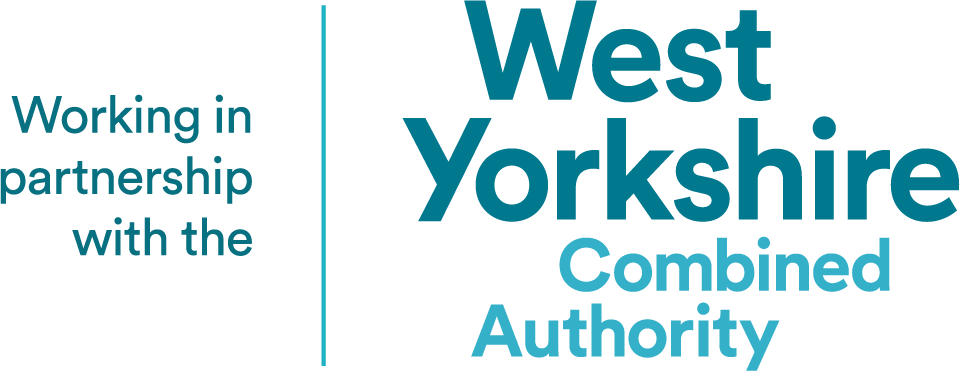 Working in
partnership
with the
West
Yorkshire
Combined
Authority